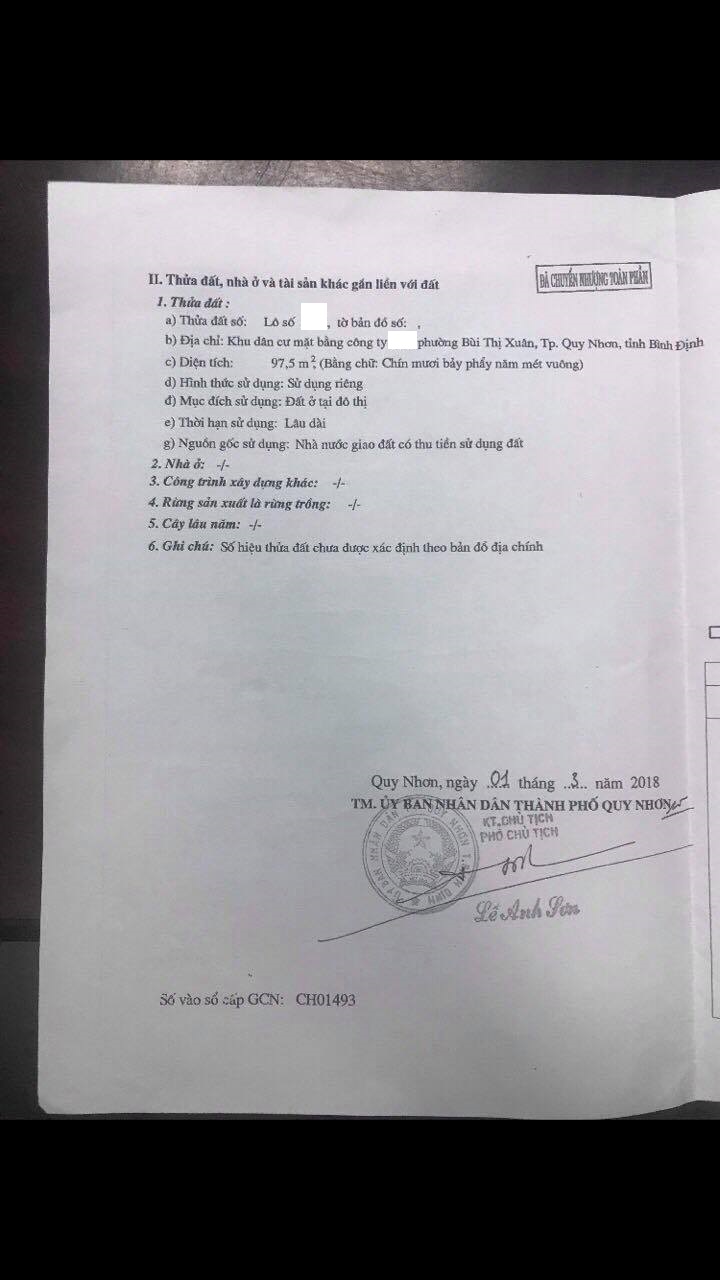 ĐÃ CHUYỂN NHƯỢNG TOÀN PHẦN
II. Thửa đất, nhà ở và tài sản khác gắn liền với đất
1. Thửa đất :
a) Thửa đất số: Lô số , tờ bản đồ số: ,
b) Địa chỉ: Khu dân cư mặt bằng công ty phường Bùi Thị Xuân, Tp. Quy Nhơn, tỉnh Bình Định
c) Diện tích: 97,5 m², (Bằng chữ: Chín mươi bảy phẩy năm mét vuông)
d) Hình thức sử dụng: Sử dụng riêng
đ) Mục đích sử dụng: Đất ở tại đô thị
e) Thời hạn sử dụng: Lâu dài
g) Nguồn gốc sử dụng: Nhà nước giao đất có thu tiền sử dụng đất
2. Nhà ở: -/-
3. Công trình xây dựng khác: -/-
4. Rừng sản xuất là rừng trồng: -/-
5. Cây lâu năm: -/-
6. Ghi chú: Số hiệu thửa đất chưa được xác định theo bản đồ địa chính
Quy Nhơn, ngày 01 tháng 3 năm 2018
TM. ỦY BAN NHÂN DÂN THÀNH PHỐ QUY NHƠN
KT. CHỦ TỊCH
PHÓ CHỦ TỊCH
Lê Anh Sơn
Số vào sổ cấp GCN: CH01493